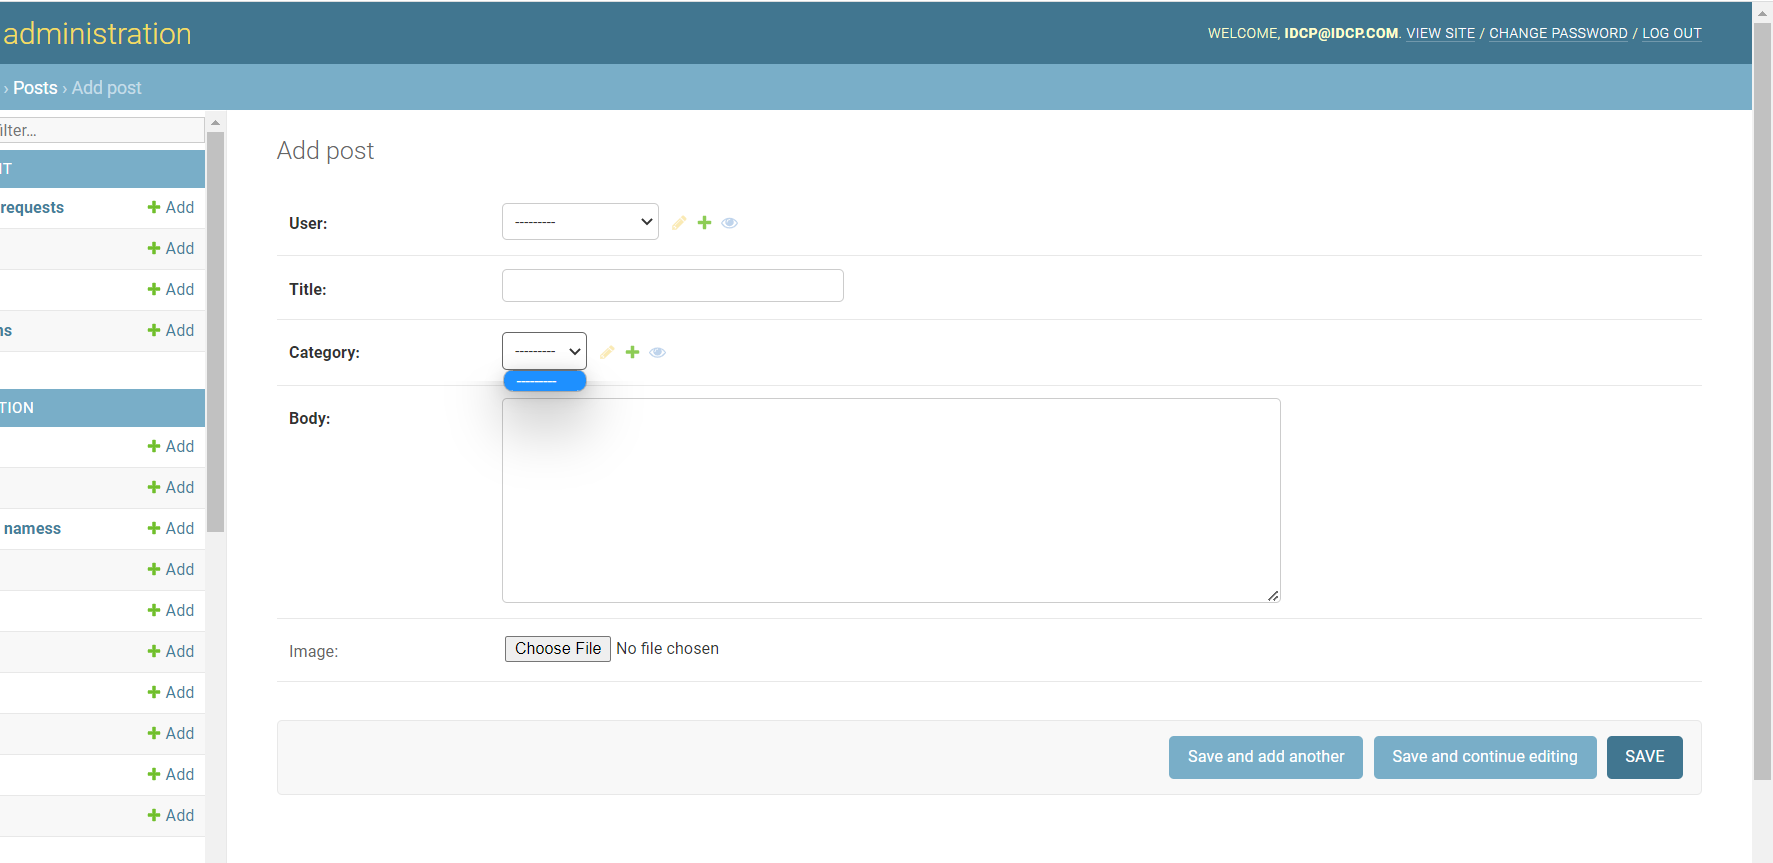 administration
WELCOME, IDCP@IDCP.COM. VIEW SITE / CHANGE PASSWORD / LOG OUT
› Posts › Add post
ilter...
IT
requests
Add
Add
Add
ns
Add
TION
Add
Add
namess
Add
Add
Add
Add
Add
Add
Add
Add
Add post
User:
---------
Title:
Category:
---------
---------
Body:
Image:
Choose File No file chosen
Save and add another
Save and continue editing
SAVE